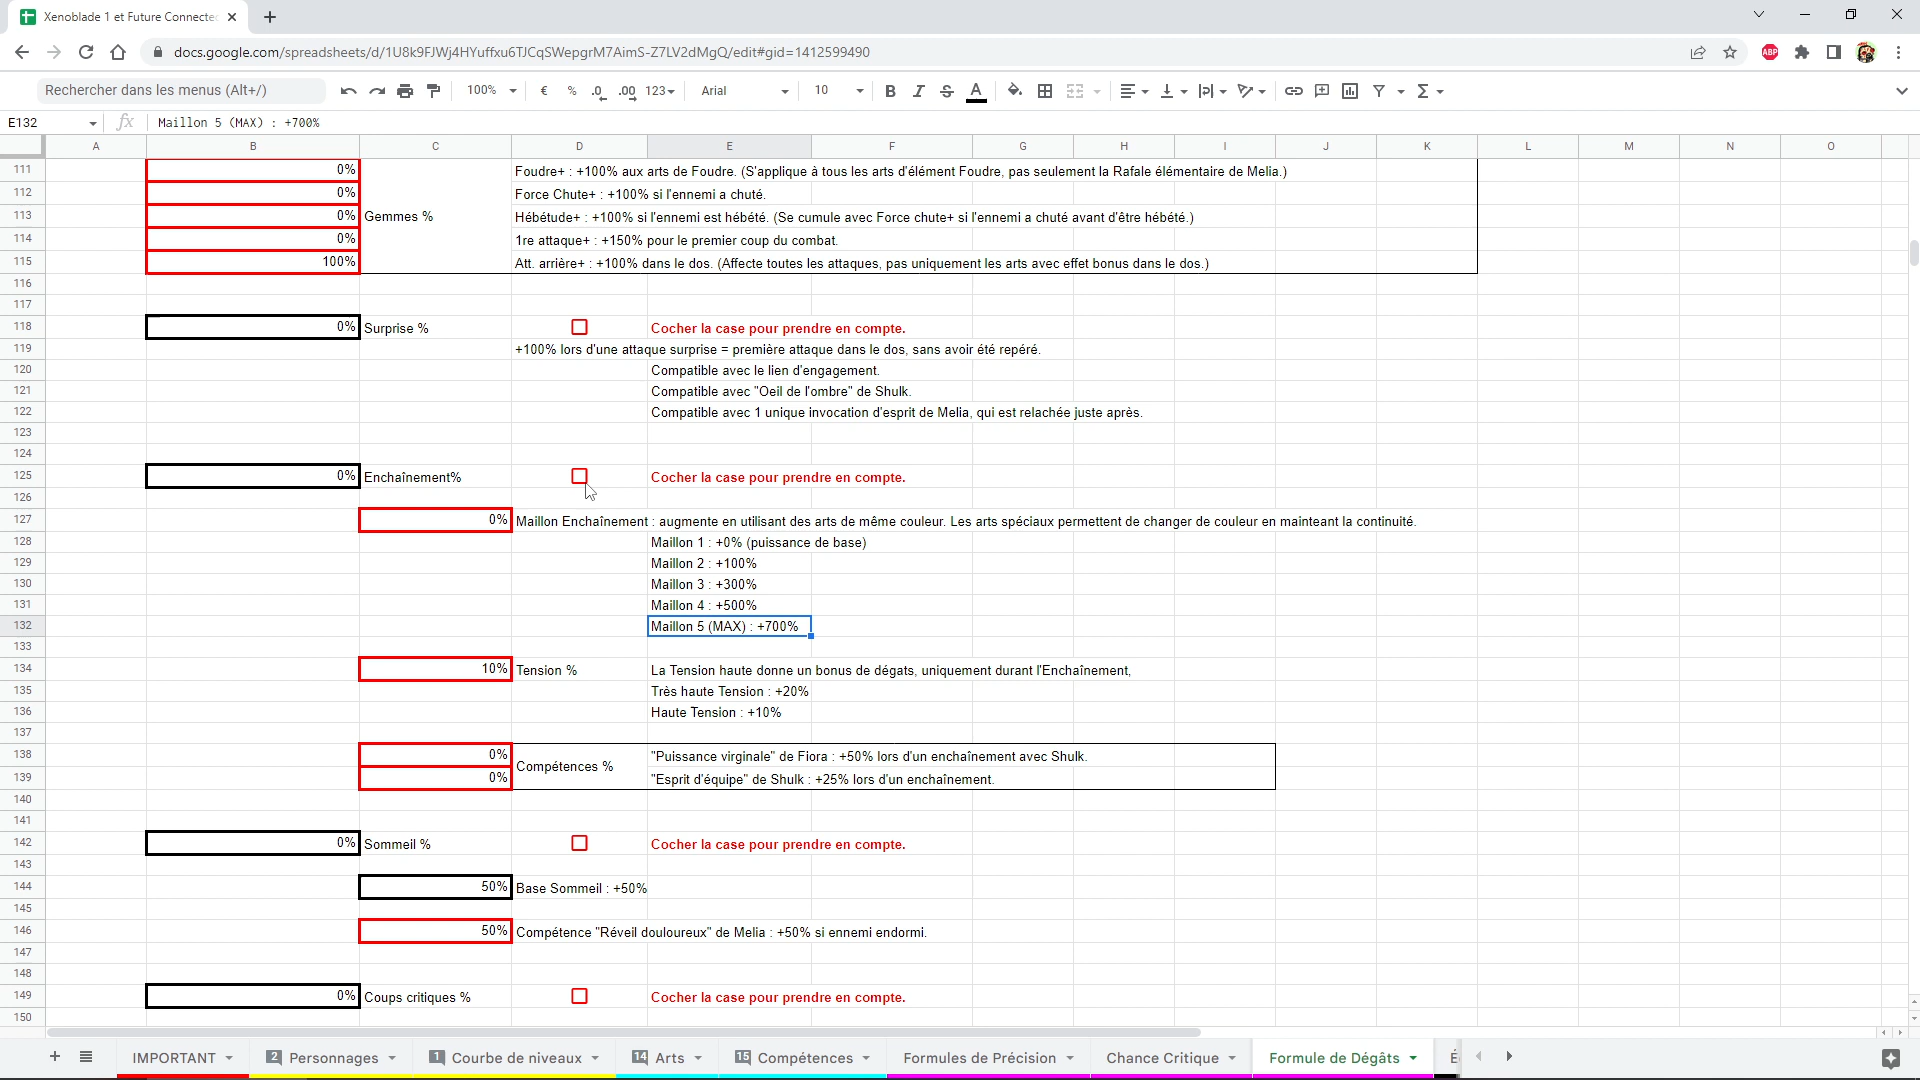 Xenoblade 1 et Future Connected
docs.google.com/spreadsheets/d/1U8k9FJWj4HYuffxu6TJCqSWepgrM7AimS-Z7LV2dMgQ/edit#gid=1412599490
ABP
Rechercher dans les menus (Alt+/)
100%
€ % .0 .00 123
Arial
10
B I S A
E132
fx
Maillon 5 (MAX) : +700%
A B C D E F G H I J K L M N O
111 0% Foudre+ : +100% aux arts de Foudre. (S'applique à tous les arts d'élément Foudre, pas seulement la Rafale élémentaire de Melia.)
112 0% Force Chute+ : +100% si l'ennemi a chuté.
113 0% Gemmes % Hébétude+ : +100% si l'ennemi est hébété. (Se cumule avec Force chute+ si l'ennemi a chuté avant d'être hébété.)
114 0% 1re attaque+ : +150% pour le premier coup du combat.
115 100% Att. arrière+ : +100% dans le dos. (Affecte toutes les attaques, pas uniquement les arts avec effet bonus dans le dos.)
116
117
118 0% Surprise % Cocher la case pour prendre en compte.
119 +100% lors d'une attaque surprise = première attaque dans le dos, sans avoir été repéré.
120 Compatible avec le lien d'engagement.
121 Compatible avec "Oeil de l'ombre" de Shulk.
122 Compatible avec 1 unique invocation d'esprit de Melia, qui est relachée juste après.
123
124
125 0% Enchaînement% Cocher la case pour prendre en compte.
126
127 0% Maillon Enchaînement : augmente en utilisant des arts de même couleur. Les arts spéciaux permettent de changer de couleur en mainteant la continuité.
128 Maillon 1 : +0% (puissance de base)
129 Maillon 2 : +100%
130 Maillon 3 : +300%
131 Maillon 4 : +500%
132 Maillon 5 (MAX) : +700%
133
134 10% Tension % La Tension haute donne un bonus de dégats, uniquement durant l'Enchaînement,
135 Très haute Tension : +20%
136 Haute Tension : +10%
137
138 0% Compétences % "Puissance virginale" de Fiora : +50% lors d'un enchaînement avec Shulk.
139 0% "Esprit d'équipe" de Shulk : +25% lors d'un enchaînement.
140
141
142 0% Sommeil % Cocher la case pour prendre en compte.
143
144 50% Base Sommeil : +50%
145
146 50% Compétence "Réveil douloureux" de Melia : +50% si ennemi endormi.
147
148
149 0% Coups critiques % Cocher la case pour prendre en compte.
150
IMPORTANT 2 Personnages 1 Courbe de niveaux 14 Arts 15 Compétences Formules de Précision Chance Critique Formule de Dégâts É